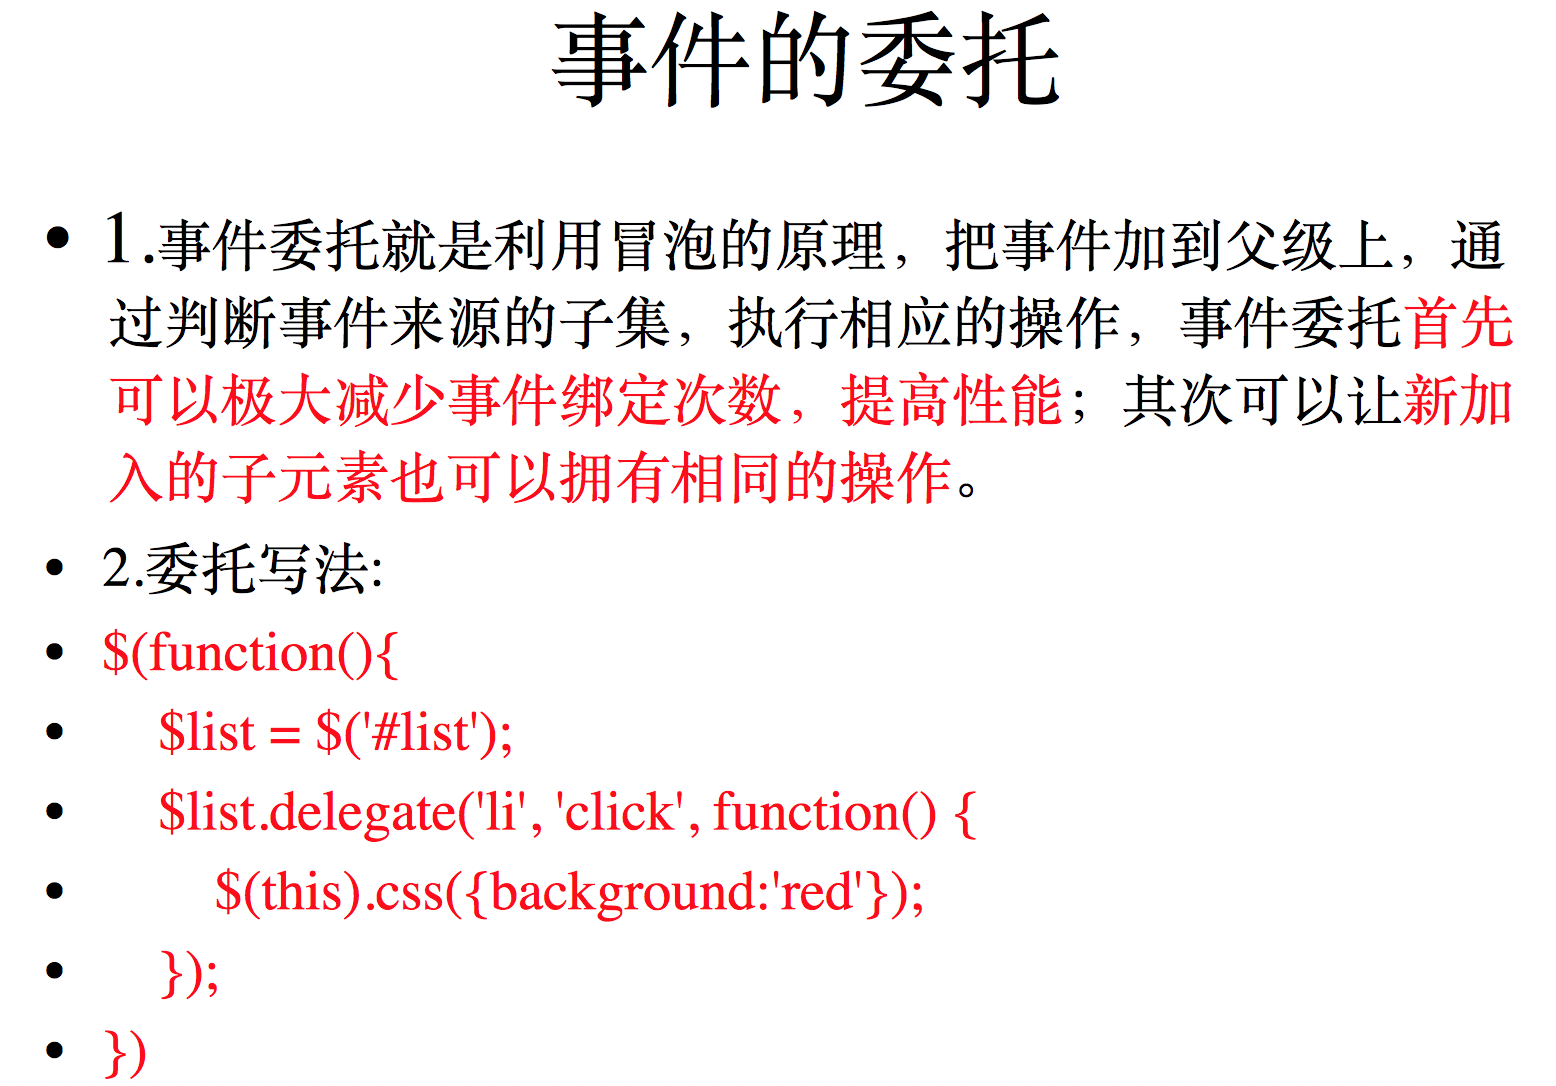 事件的委托
• 1.事件委托就是利用冒泡的原理，把事件加到父级上，通
过判断事件来源的子集，执行相应的操作，事件委托首先
可以极大减少事件绑定次数，提高性能；其次可以让新加
入的子元素也可以拥有相同的操作。
• 2.委托写法:
• $(function(){
• $list = $('#list');
• $list.delegate('li', 'click', function() {
• $(this).css({background:'red'});
• });
• })